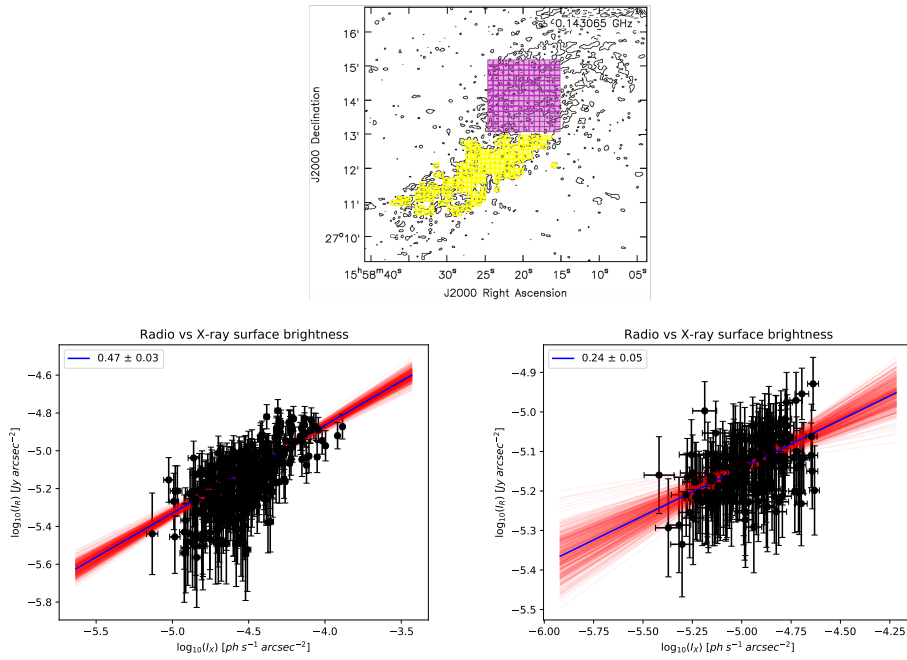 0.143065 GHz
16'
15'
14'
13'
12'
11'
27°10'
J2000 Declination
15ʰ58ᵐ40ˢ 30ˢ 25ˢ 20ˢ 15ˢ 10ˢ 05ˢ
J2000 Right Ascension
Radio vs X-ray surface brightness
0.47 ± 0.03
−4.6
−4.8
−5.0
−5.2
−5.4
−5.6
−5.8
log₁₀(I_R) [Jy arcsec⁻²]
−5.5 −5.0 −4.5 −4.0 −3.5
log₁₀(I_X) [ph s⁻¹ arcsec⁻²]
Radio vs X-ray surface brightness
0.24 ± 0.05
−4.9
−5.0
−5.1
−5.2
−5.3
−5.4
−5.5
log₁₀(I_R) [Jy arcsec⁻²]
−6.00 −5.75 −5.50 −5.25 −5.00 −4.75 −4.50 −4.25
log₁₀(I_X) [ph s⁻¹ arcsec⁻²]